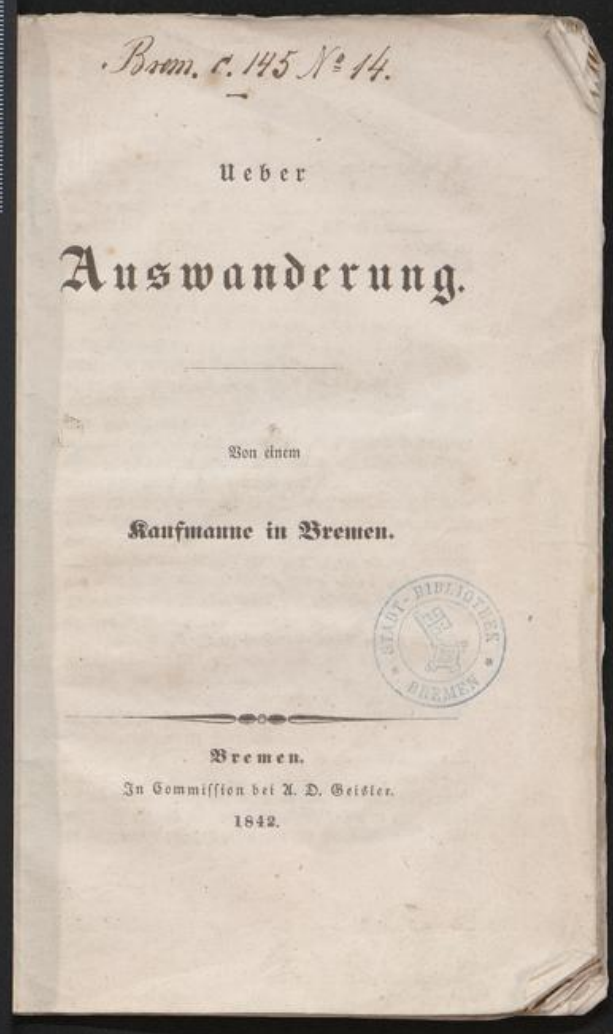 Brem. c. 145 Nº 14.
Ueber
Auswanderung.
Von einem
Kaufmanne in Bremen.
STADT-BIBLIOTHEK
* BREMEN *
Bremen.
In Commission bei A. D. Geisler.
1842.